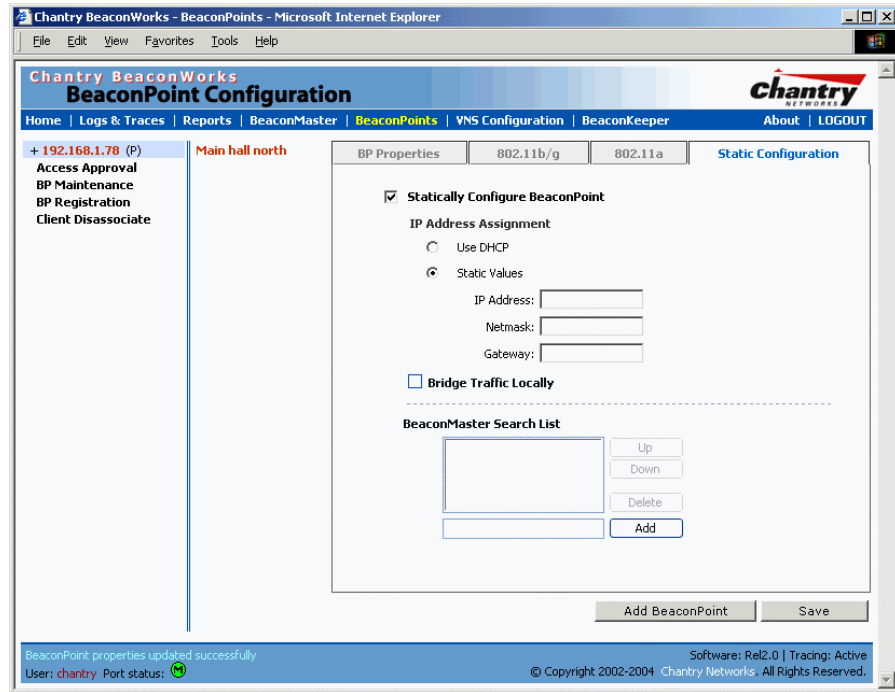 Chantry BeaconWorks - BeaconPoints - Microsoft Internet Explorer
File Edit View Favorites Tools Help
Chantry BeaconWorks
BeaconPoint Configuration
chantry
NETWORKS
Home | Logs & Traces | Reports | BeaconMaster | BeaconPoints | VNS Configuration | BeaconKeeper About | LOGOUT
+ 192.168.1.78 (P)
Access Approval
BP Maintenance
BP Registration
Client Disassociate
Main hall north
BP Properties 802.11b/g 802.11a Static Configuration
Statically Configure BeaconPoint
IP Address Assignment
Use DHCP
Static Values
IP Address:
Netmask:
Gateway:
Bridge Traffic Locally
BeaconMaster Search List
Up
Down
Delete
Add
Add BeaconPoint Save
BeaconPoint properties updated successfully Software: Rel2.0 | Tracing: Active
User: chantry Port status: M © Copyright 2002-2004 Chantry Networks. All Rights Reserved.